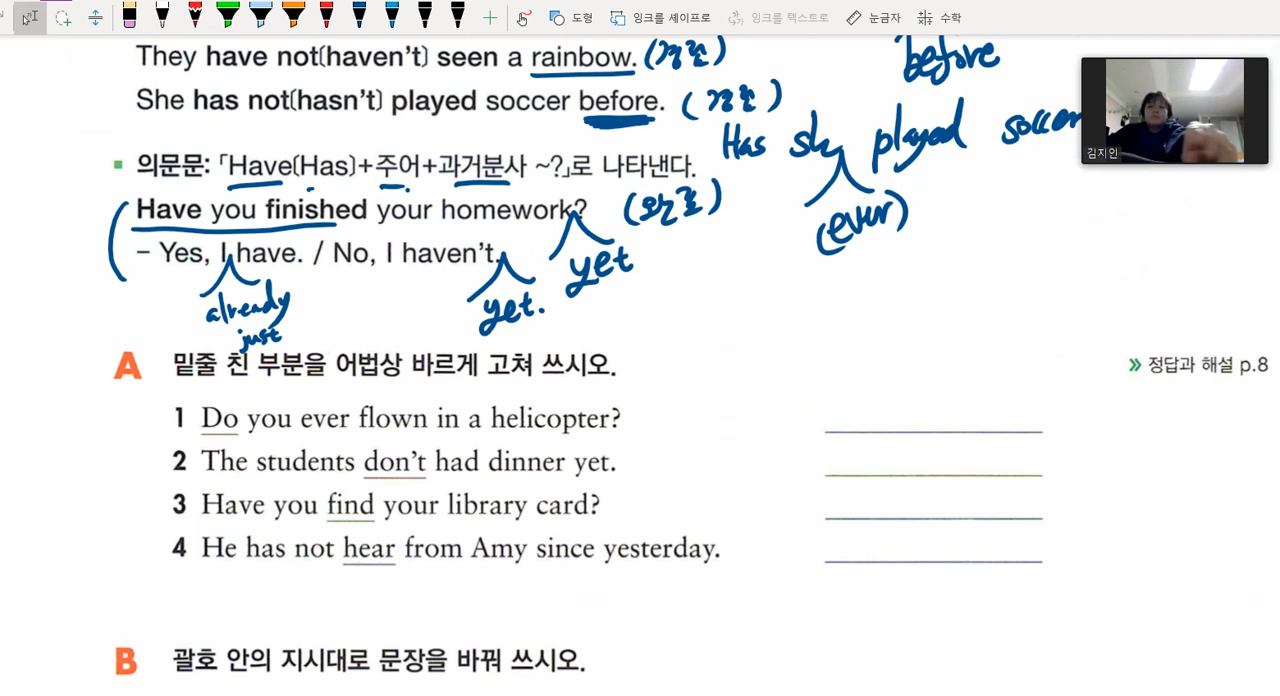 도형 잉크를 셰이프로 잉크를 텍스트로 눈금자 수학
They have not(haven't) seen a rainbow. (경험)
before
She has not(hasn't) played soccer before. (경험)
Has she played soccer
김지인
▪ 의문문: 「Have(Has)+주어+과거분사 ~?」로 나타낸다.
(ever)
Have you finished your homework? (완료)
yet
– Yes, I have. / No, I haven't.
already
just
yet.
A 밑줄 친 부분을 어법상 바르게 고쳐 쓰시오.
» 정답과 해설 p.8
1 Do you ever flown in a helicopter?
2 The students don't had dinner yet.
3 Have you find your library card?
4 He has not hear from Amy since yesterday.
B 괄호 안의 지시대로 문장을 바꿔 쓰시오.